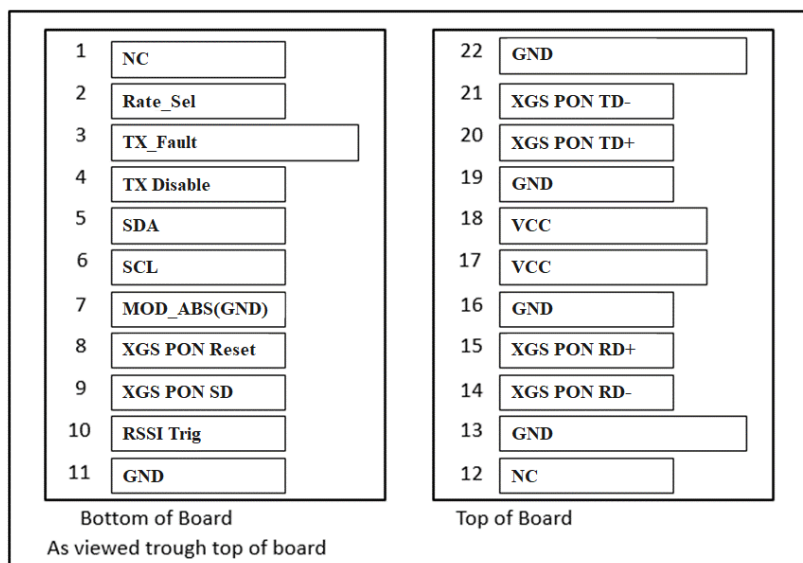 1 NC
2 Rate_Sel
3 TX_Fault
4 TX Disable
5 SDA
6 SCL
7 MOD_ABS(GND)
8 XGS PON Reset
9 XGS PON SD
10 RSSI Trig
11 GND
Bottom of Board
As viewed trough top of board
22 GND
21 XGS PON TD-
20 XGS PON TD+
19 GND
18 VCC
17 VCC
16 GND
15 XGS PON RD+
14 XGS PON RD-
13 GND
12 NC
Top of Board